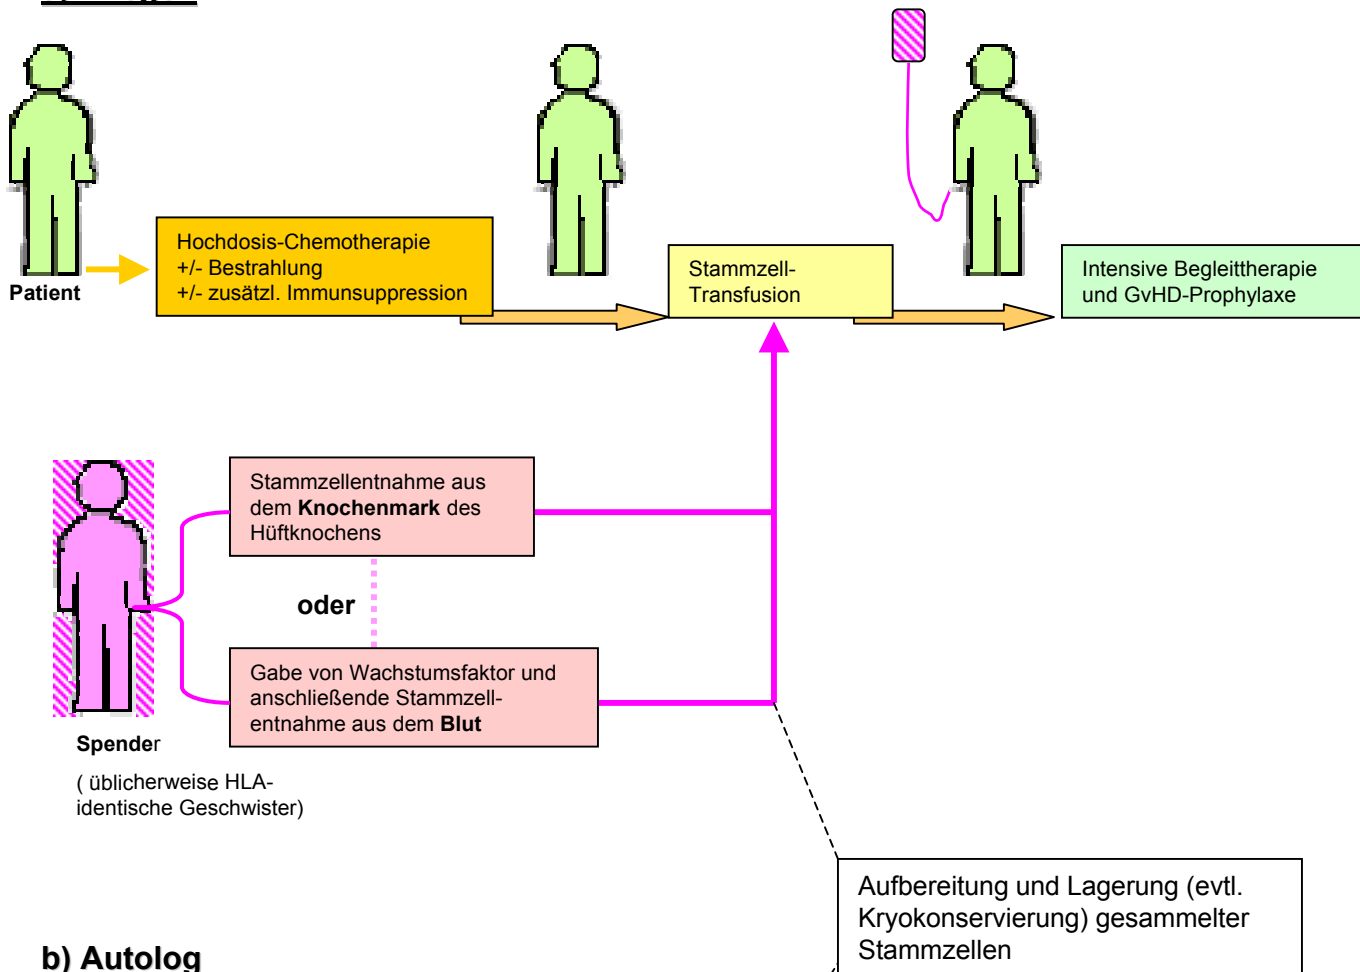 Patient
Hochdosis-Chemotherapie
+/- Bestrahlung
+/- zusätzl. Immunsuppression
Stammzell-
Transfusion
Intensive Begleittherapie
und GvHD-Prophylaxe
Stammzellentnahme aus
dem Knochenmark des
Hüftknochens
oder
Gabe von Wachstumsfaktor und
anschließende Stammzell-
entnahme aus dem Blut
Spender
( üblicherweise HLA-
identische Geschwister)
Aufbereitung und Lagerung (evtl.
Kryokonservierung) gesammelter
Stammzellen
b) Autolog